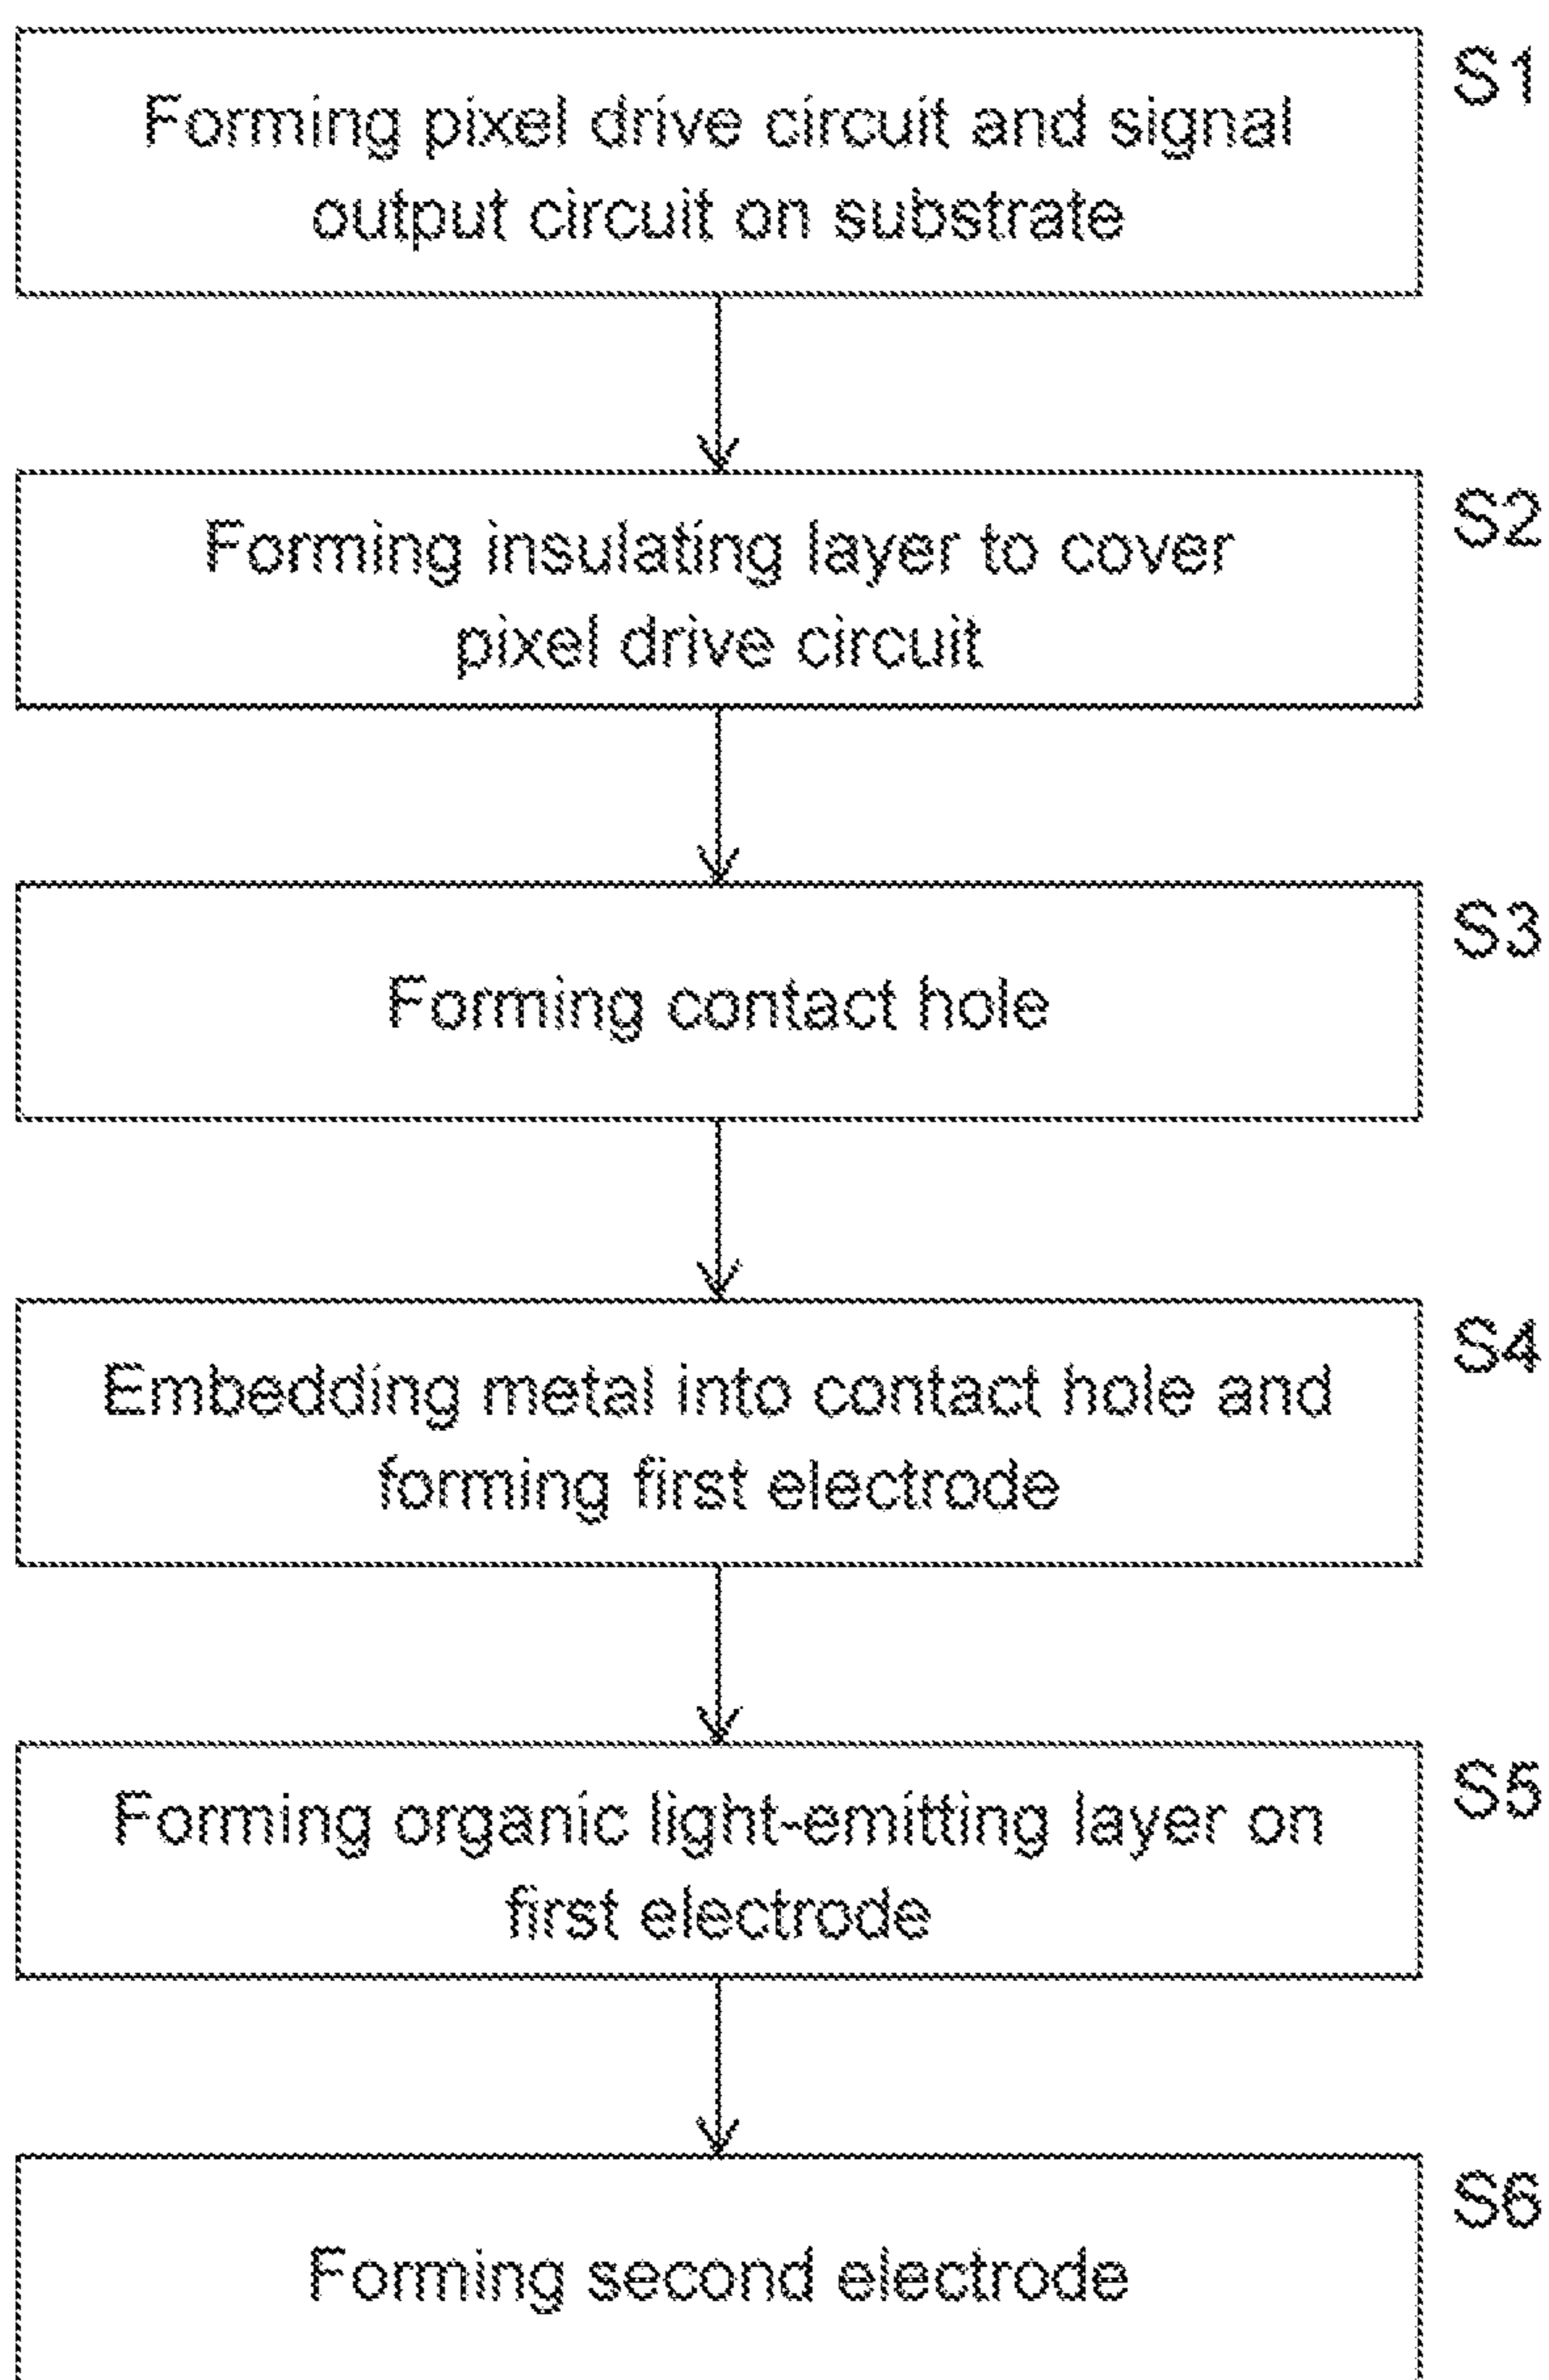 S1
Forming pixel drive circuit and signal
output circuit on substrate
S2
Forming insulating layer to cover
pixel drive circuit
S3
Forming contact hole
S4
Embedding metal into contact hole and
forming first electrode
S5
Forming organic light-emitting layer on
first electrode
S6
Forming second electrode